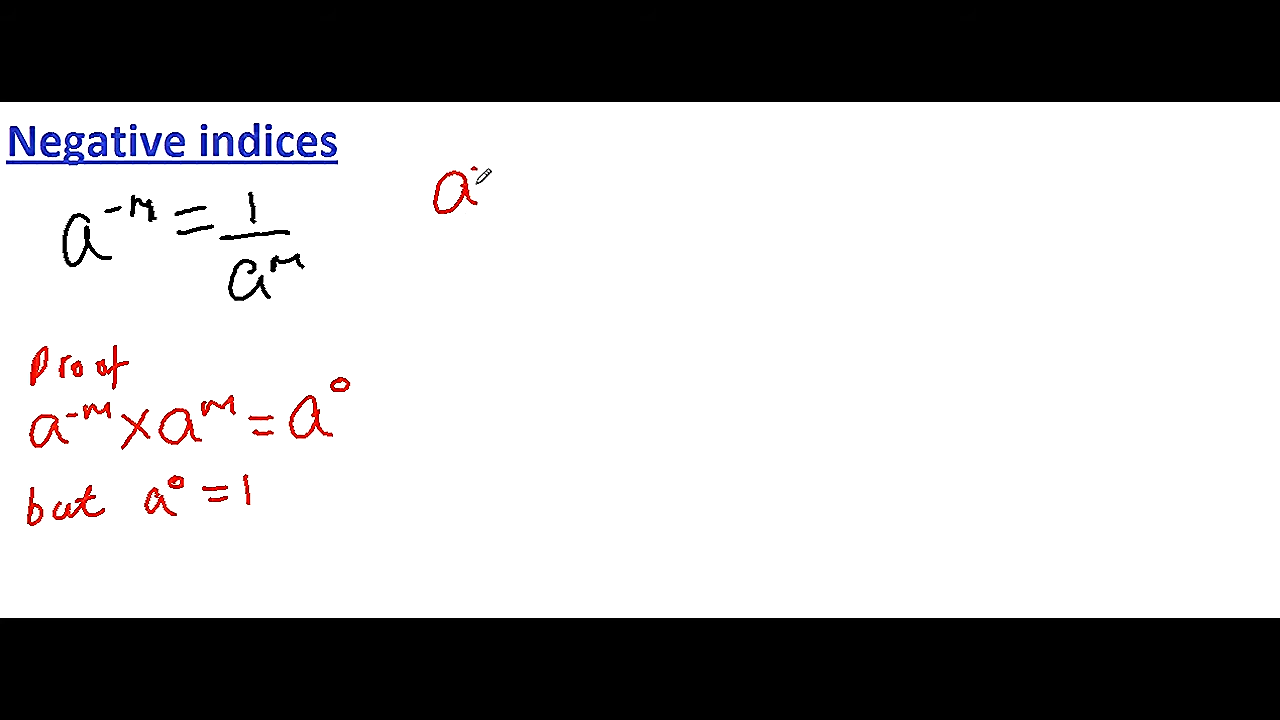 Negative indices
a^-m = 1/a^m
Proof
a^-m × a^m = a^0
but a^0 = 1
a